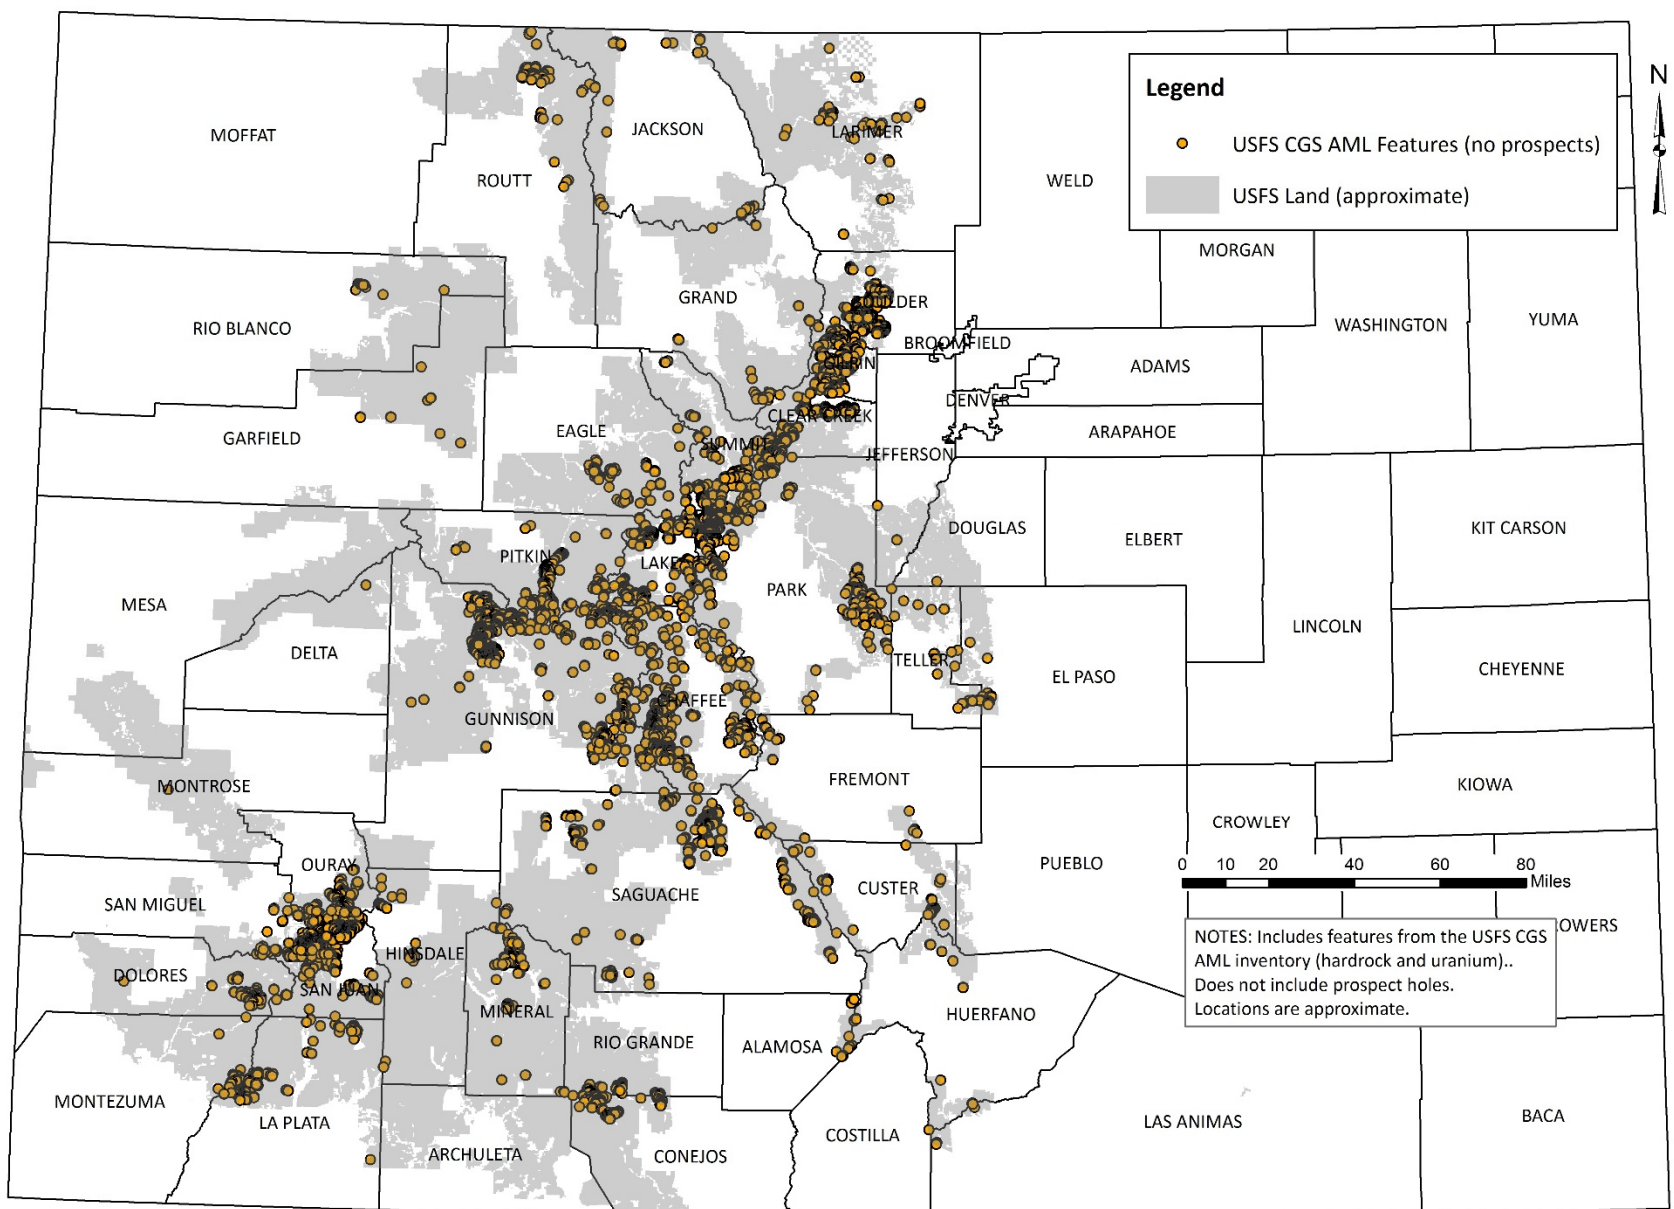 N
Legend
USFS CGS AML Features (no prospects)
USFS Land (approximate)
MOFFAT
ROUTT
JACKSON
LARIMER
WELD
MORGAN
RIO BLANCO
GRAND
BOULDER
BROOMFIELD
WASHINGTON
YUMA
GILPIN
ADAMS
DENVER
CLEAR CREEK
ARAPAHOE
GARFIELD
EAGLE
SUMMIT
JEFFERSON
DOUGLAS
ELBERT
KIT CARSON
PITKIN
LAKE
PARK
MESA
DELTA
LINCOLN
TELLER
EL PASO
CHEYENNE
GUNNISON
CHAFFEE
MONTROSE
FREMONT
KIOWA
CROWLEY
OURAY
PUEBLO
0 10 20 40 60 80
Miles
SAN MIGUEL
SAGUACHE
CUSTER
OWERS
NOTES: Includes features from the USFS CGS
AML inventory (hardrock and uranium)..
Does not include prospect holes.
Locations are approximate.
DOLORES
HINSDALE
SAN JUAN
MINERAL
HUERFANO
RIO GRANDE
ALAMOSA
MONTEZUMA
LA PLATA
ARCHULETA
CONEJOS
COSTILLA
LAS ANIMAS
BACA